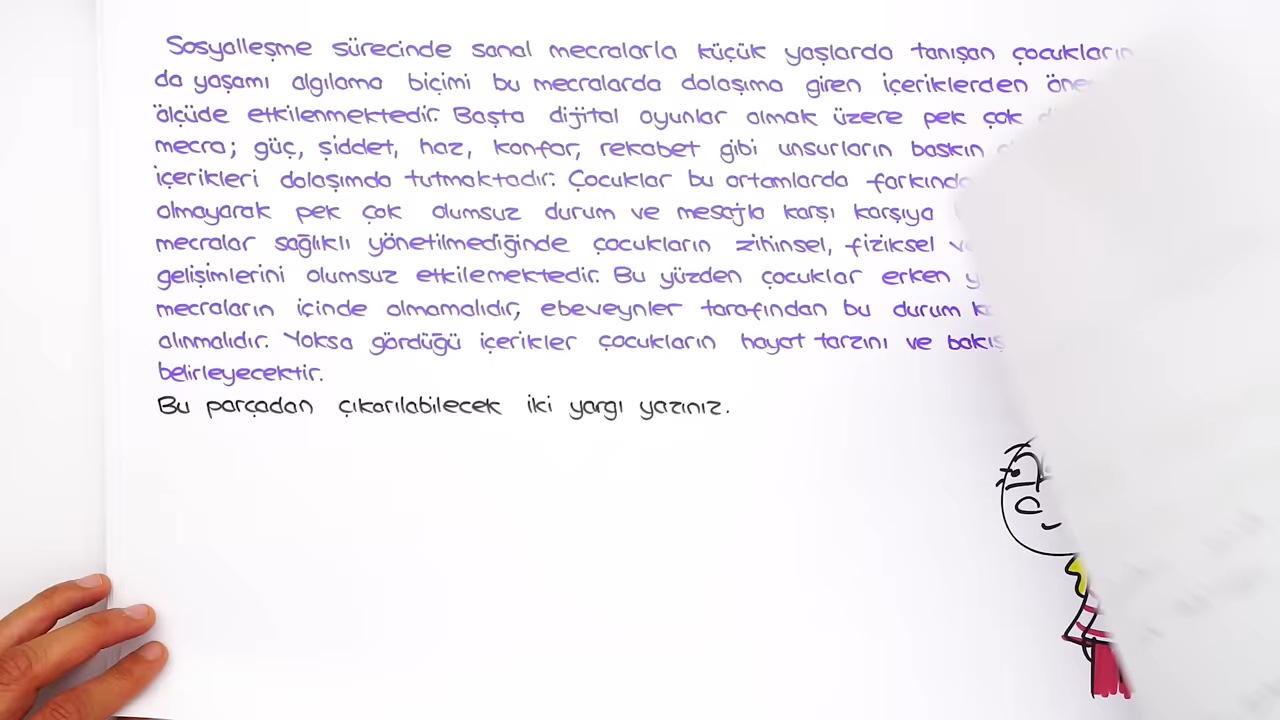 Sosyalleşme sürecinde sanal mecralarla küçük yaşlarda tanışan çocukların
da yaşamı algılama biçimi bu mecralarda dolaşıma giren içeriklerden
ölçüde etkilenmektedir. Başta dijital oyunlar olmak üzere pek çok
mecra; güç, şiddet, haz, konfor, rekabet gibi unsurların baskın
içerikleri dolaşımda tutmaktadır. Çocuklar bu ortamlarda
olmayarak pek çok olumsuz durum ve mesajla karşı karşıya
mecralar sağlıklı yönetilmediğinde çocukların zihinsel, fiziksel
gelişimlerini olumsuz etkilemektedir. Bu yüzden çocuklar erken
mecraların içinde olmamalıdır, ebeveynler tarafından bu durum
alınmalıdır. Yoksa gördüğü içerikler çocukların hayat tarzını ve
belirleyecektir.
Bu parçadan çıkarılabilecek iki yargı yazınız.